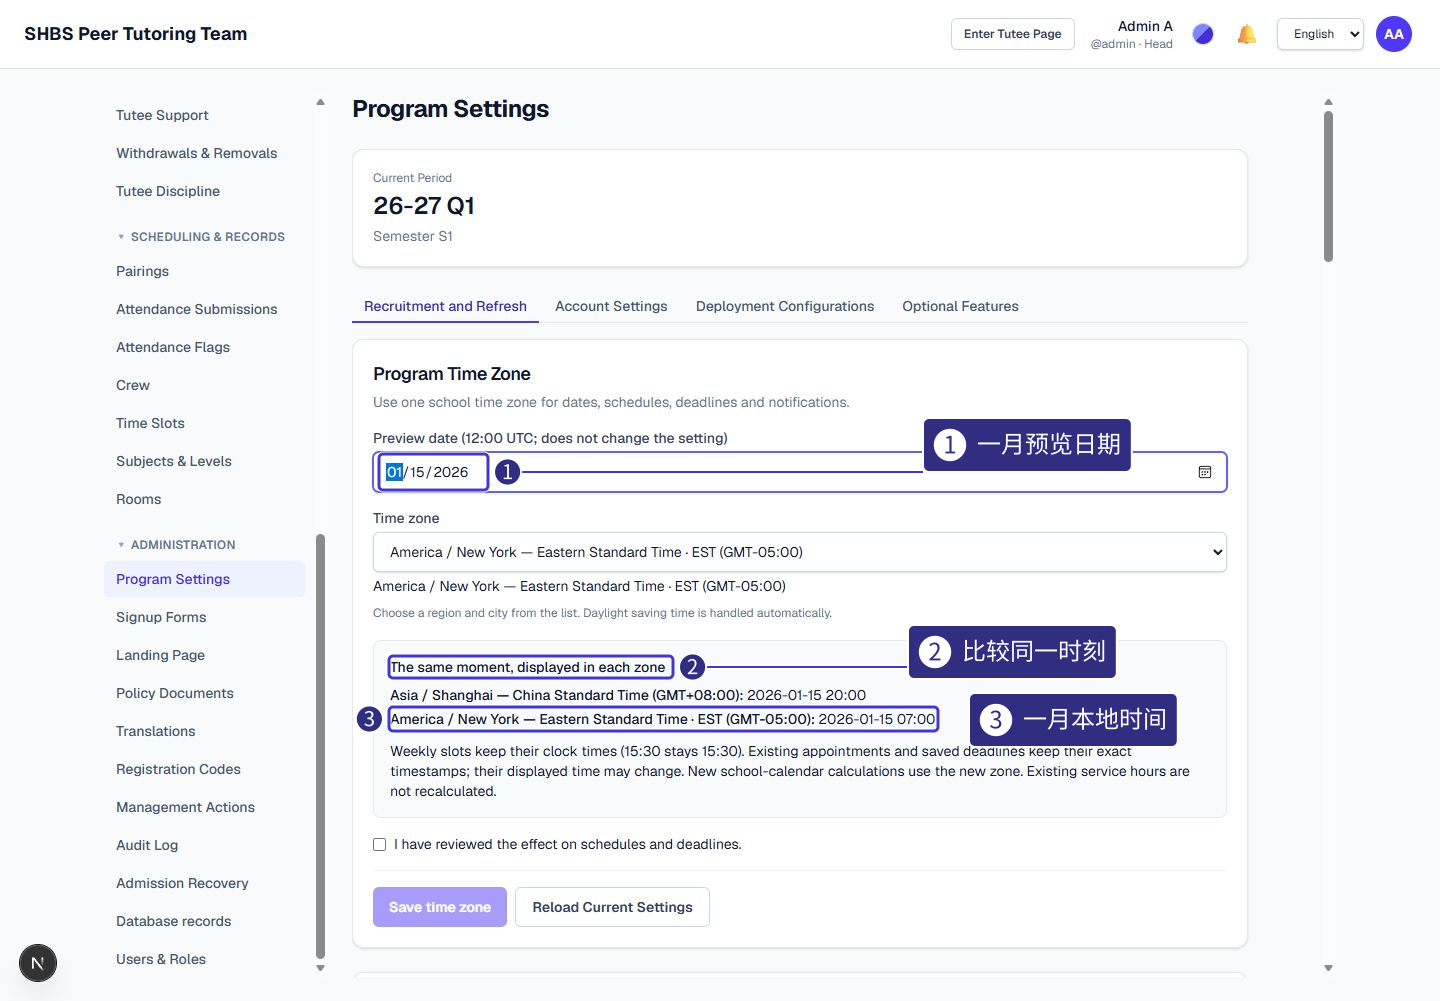 SHBS Peer Tutoring Team
Enter Tutee Page
Admin A
@admin · Head
English
AA
Tutee Support
Withdrawals & Removals
Tutee Discipline
SCHEDULING & RECORDS
Pairings
Attendance Submissions
Attendance Flags
Crew
Time Slots
Subjects & Levels
Rooms
ADMINISTRATION
Program Settings
Signup Forms
Landing Page
Policy Documents
Translations
Registration Codes
Management Actions
Audit Log
Admission Recovery
Database records
Users & Roles
N
Program Settings
Current Period
26-27 Q1
Semester S1
Recruitment and Refresh
Account Settings
Deployment Configurations
Optional Features
Program Time Zone
Use one school time zone for dates, schedules, deadlines and notifications.
Preview date (12:00 UTC; does not change the setting)
1 一月预览日期
01/15/2026
1
Time zone
America / New York — Eastern Standard Time · EST (GMT-05:00)
America / New York — Eastern Standard Time · EST (GMT-05:00)
Choose a region and city from the list. Daylight saving time is handled automatically.
2 比较同一时刻
The same moment, displayed in each zone
2
Asia / Shanghai — China Standard Time (GMT+08:00): 2026-01-15 20:00
3
America / New York — Eastern Standard Time · EST (GMT-05:00): 2026-01-15 07:00
3 一月本地时间
Weekly slots keep their clock times (15:30 stays 15:30). Existing appointments and saved deadlines keep their exact
timestamps; their displayed time may change. New school-calendar calculations use the new zone. Existing service hours are
not recalculated.
I have reviewed the effect on schedules and deadlines.
Save time zone
Reload Current Settings